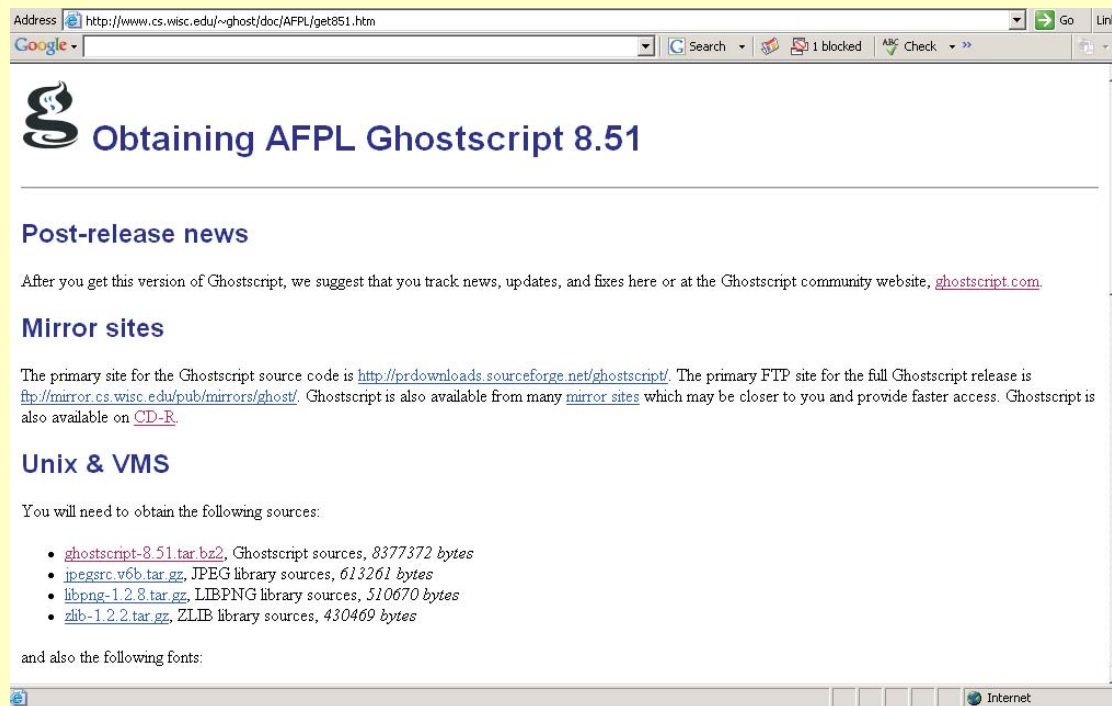 Address http://www.cs.wisc.edu/~ghost/doc/AFPL/get851.htm Go
Google Search 1 blocked ABC Check »
Obtaining AFPL Ghostscript 8.51
Post-release news
After you get this version of Ghostscript, we suggest that you track news, updates, and fixes here or at the Ghostscript community website, ghostscript.com.
Mirror sites
The primary site for the Ghostscript source code is http://prdownloads.sourceforge.net/ghostscript/. The primary FTP site for the full Ghostscript release is
ftp://mirror.cs.wisc.edu/pub/mirrors/ghost/. Ghostscript is also available from many mirror sites which may be closer to you and provide faster access. Ghostscript is
also available on CD-R.
Unix & VMS
You will need to obtain the following sources:
• ghostscript-8.51.tar.bz2, Ghostscript sources, 8377372 bytes
• jpegsrc.v6b.tar.gz, JPEG library sources, 613261 bytes
• libpng-1.2.8.tar.gz, LIBPNG library sources, 510670 bytes
• zlib-1.2.2.tar.gz, ZLIB library sources, 430469 bytes
and also the following fonts:
Internet